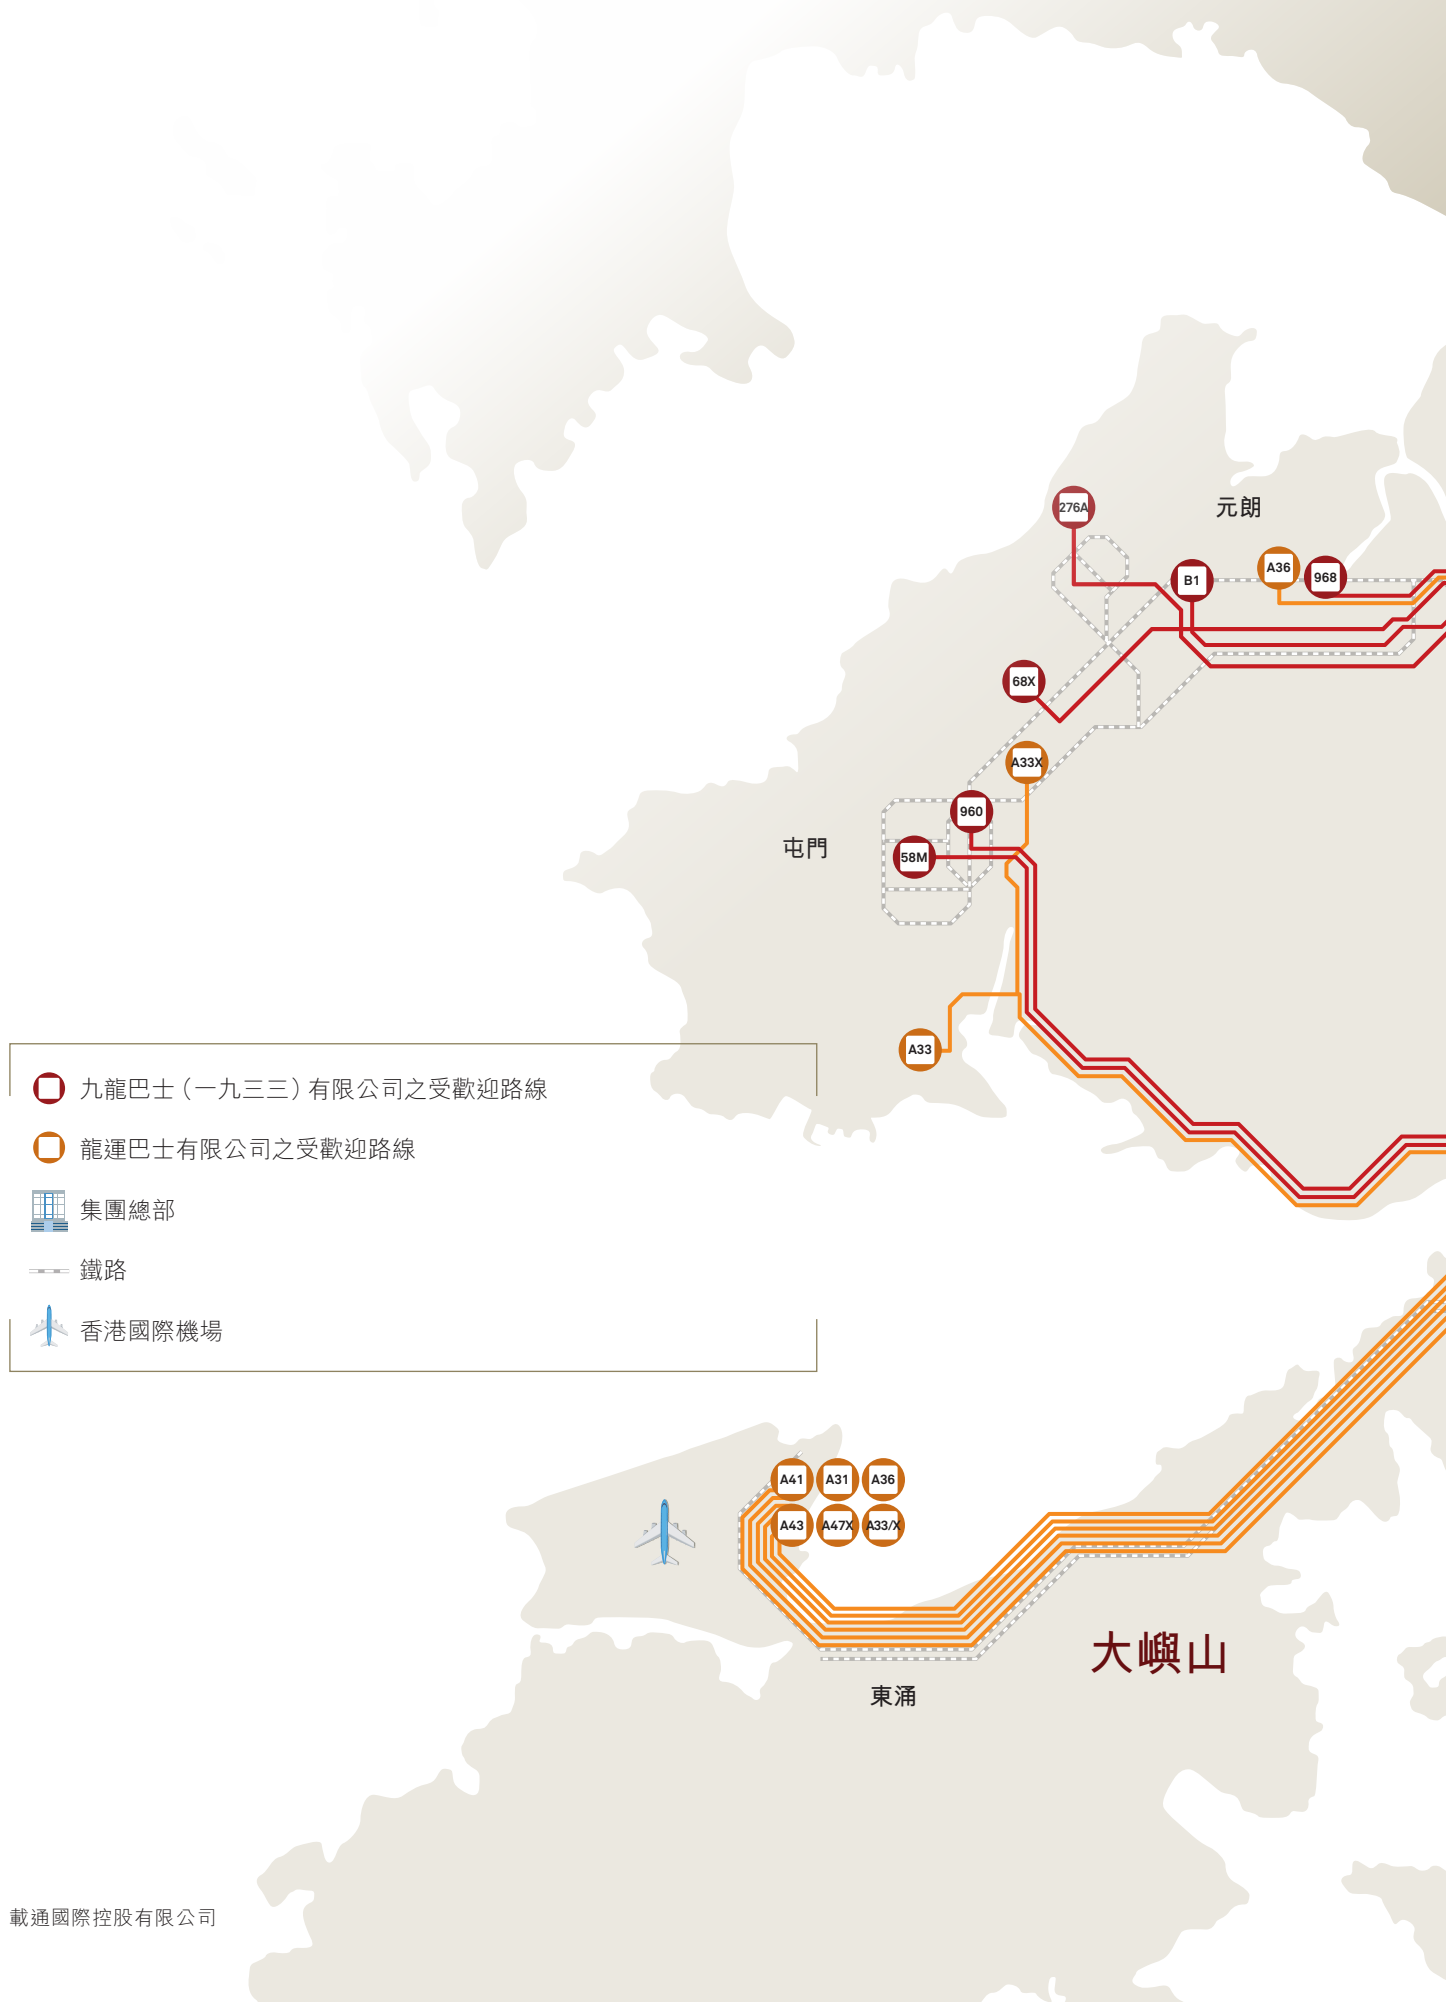 276A
元朗
A36
968
B1
68X
A33X
960
屯門
58M
A33
九龍巴士（一九三三）有限公司之受歡迎路線
龍運巴士有限公司之受歡迎路線
集團總部
鐵路
香港國際機場
A41 A31 A36
A43 A47X A33/X
大嶼山
東涌
載通國際控股有限公司